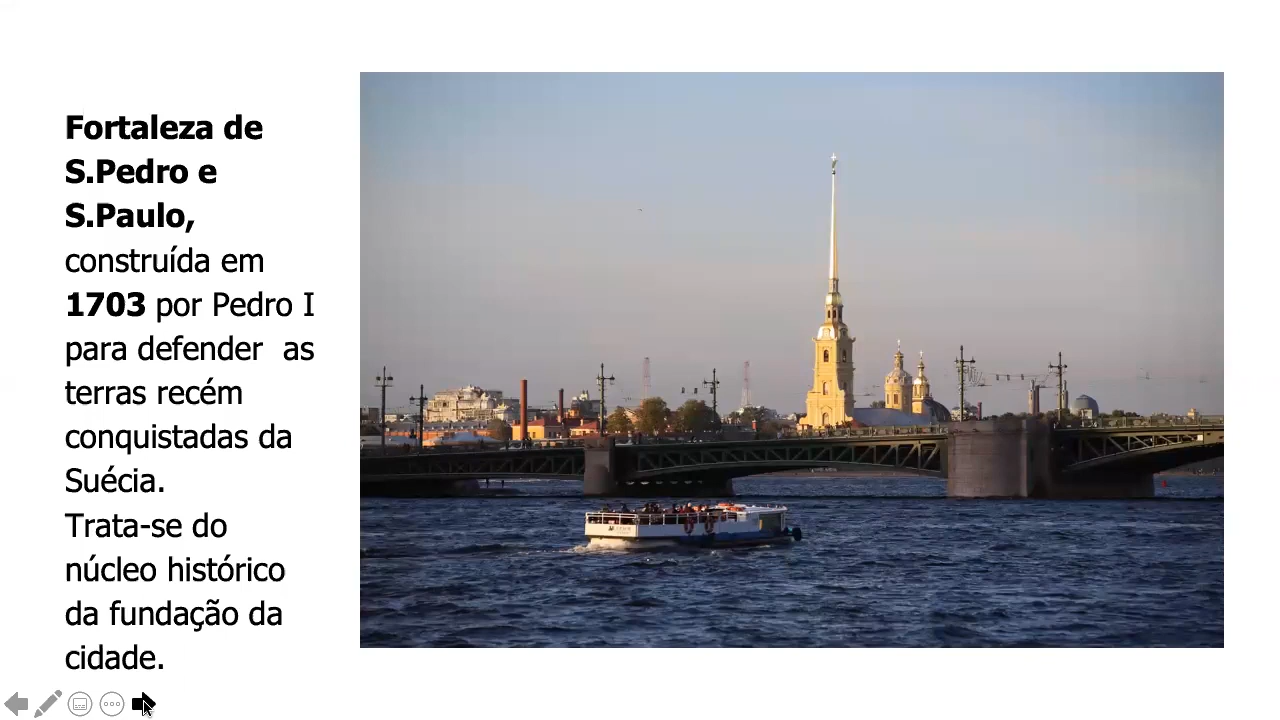 Fortaleza de
S.Pedro e
S.Paulo,
construída em
1703 por Pedro I
para defender  as
terras recém
conquistadas da
Suécia.
Trata-se do
núcleo histórico
da fundação da
cidade.